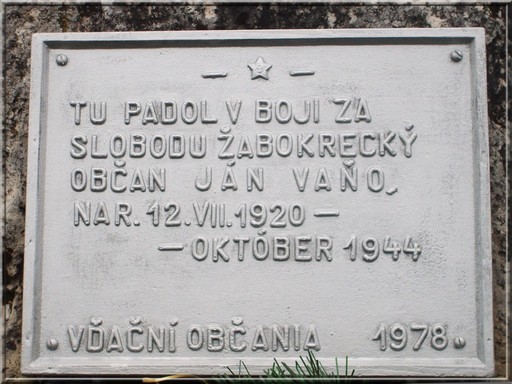 TU PADOL V BOJI ZA
SLOBODU ŽABOKRECKÝ
OBČAN JÁN VAŇO,
NAR. 12.VII.1920 –
– OKTÓBER 1944
VĎAČNÍ OBČANIA 1978